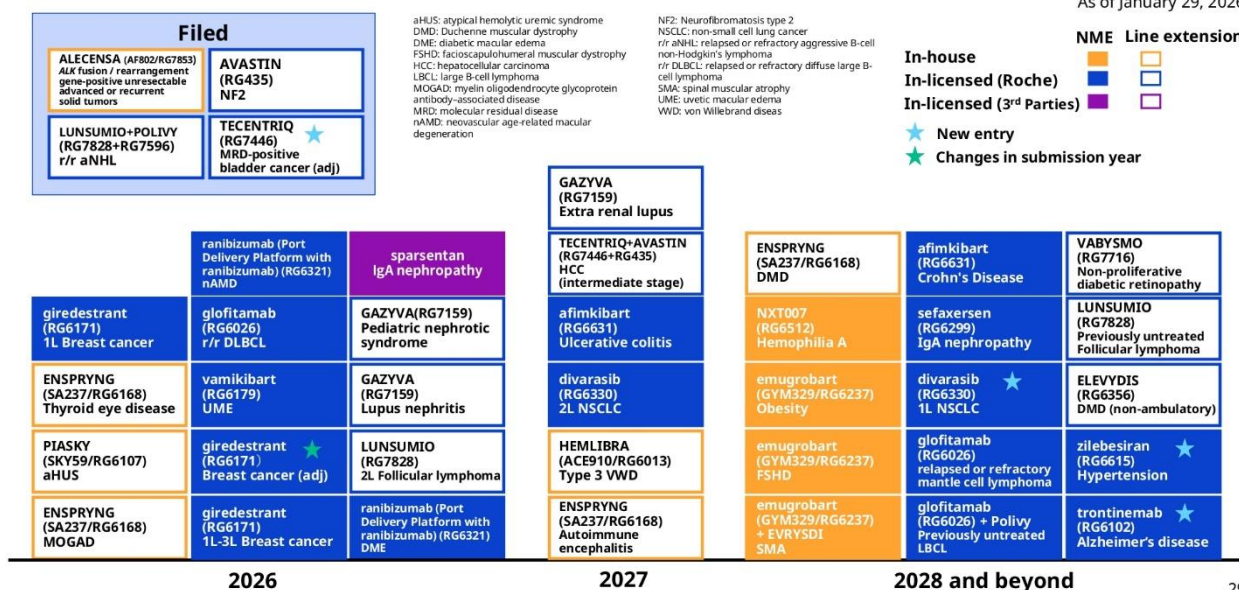 As of January 29, 2026
Filed
ALECENSA (AF802/RG7853)
ALK fusion / rearrangement
gene-positive unresectable
advanced or recurrent
solid tumors
AVASTIN
(RG435)
NF2
LUNSUMIO+POLIVY
(RG7828+RG7596)
r/r aNHL
TECENTRIQ
(RG7446)
MRD-positive
bladder cancer (adj)
aHUS: atypical hemolytic uremic syndrome
DMD: Duchenne muscular dystrophy
DME: diabetic macular edema
FSHD: facioscapulohumeral muscular dystrophy
HCC: hepatocellular carcinoma
LBCL: large B-cell lymphoma
MOGAD: myelin oligodendrocyte glycoprotein
antibody–associated disease
MRD: molecular residual disease
nAMD: neovascular age-related macular
degeneration
NF2: Neurofibromatosis type 2
NSCLC: non-small cell lung cancer
r/r aNHL: relapsed or refractory aggressive B-cell
non-Hodgkin's lymphoma
r/r DLBCL: relapsed or refractory diffuse large B-
cell lymphoma
SMA: spinal muscular atrophy
UME: uvetic macular edema
VWD: von Willebrand diseas
NME Line extension
In-house
In-licensed (Roche)
In-licensed (3rd Parties)
New entry
Changes in submission year
ranibizumab (Port
Delivery Platform with
ranibizumab) (RG6321)
nAMD
sparsentan
IgA nephropathy
giredestrant
(RG6171)
1L Breast cancer
glofitamab
(RG6026)
r/r DLBCL
GAZYVA(RG7159)
Pediatric nephrotic
syndrome
ENSPRYNG
(SA237/RG6168)
Thyroid eye disease
vamikibart
(RG6179)
UME
GAZYVA
(RG7159)
Lupus nephritis
PIASKY
(SKY59/RG6107)
aHUS
giredestrant
(RG6171)
Breast cancer (adj)
LUNSUMIO
(RG7828)
2L Follicular lymphoma
ENSPRYNG
(SA237/RG6168)
MOGAD
giredestrant
(RG6171)
1L-3L Breast cancer
ranibizumab (Port
Delivery Platform with
ranibizumab) (RG6321)
DME
2026
GAZYVA
(RG7159)
Extra renal lupus
TECENTRIQ+AVASTIN
(RG7446+RG435)
HCC
(intermediate stage)
afimkibart
(RG6631)
Ulcerative colitis
divarasib
(RG6330)
2L NSCLC
HEMLIBRA
(ACE910/RG6013)
Type 3 VWD
ENSPRYNG
(SA237/RG6168)
Autoimmune
encephalitis
2027
ENSPRYNG
(SA237/RG6168)
DMD
afimkibart
(RG6631)
Crohn's Disease
VABYSMO
(RG7716)
Non-proliferative
diabetic retinopathy
NXT007
(RG6512)
Hemophilia A
sefaxersen
(RG6299)
IgA nephropathy
LUNSUMIO
(RG7828)
Previously untreated
Follicular lymphoma
emugrobart
(GYM329/RG6237)
Obesity
divarasib
(RG6330)
1L NSCLC
ELEVYDIS
(RG6356)
DMD (non-ambulatory)
emugrobart
(GYM329/RG6237)
FSHD
glofitamab
(RG6026)
relapsed or refractory
mantle cell lymphoma
zilebesiran
(RG6615)
Hypertension
emugrobart
(GYM329/RG6237)
+ EVRYSDI
SMA
glofitamab
(RG6026) + Polivy
Previously untreated
LBCL
trontinemab
(RG6102)
Alzheimer's disease
2028 and beyond